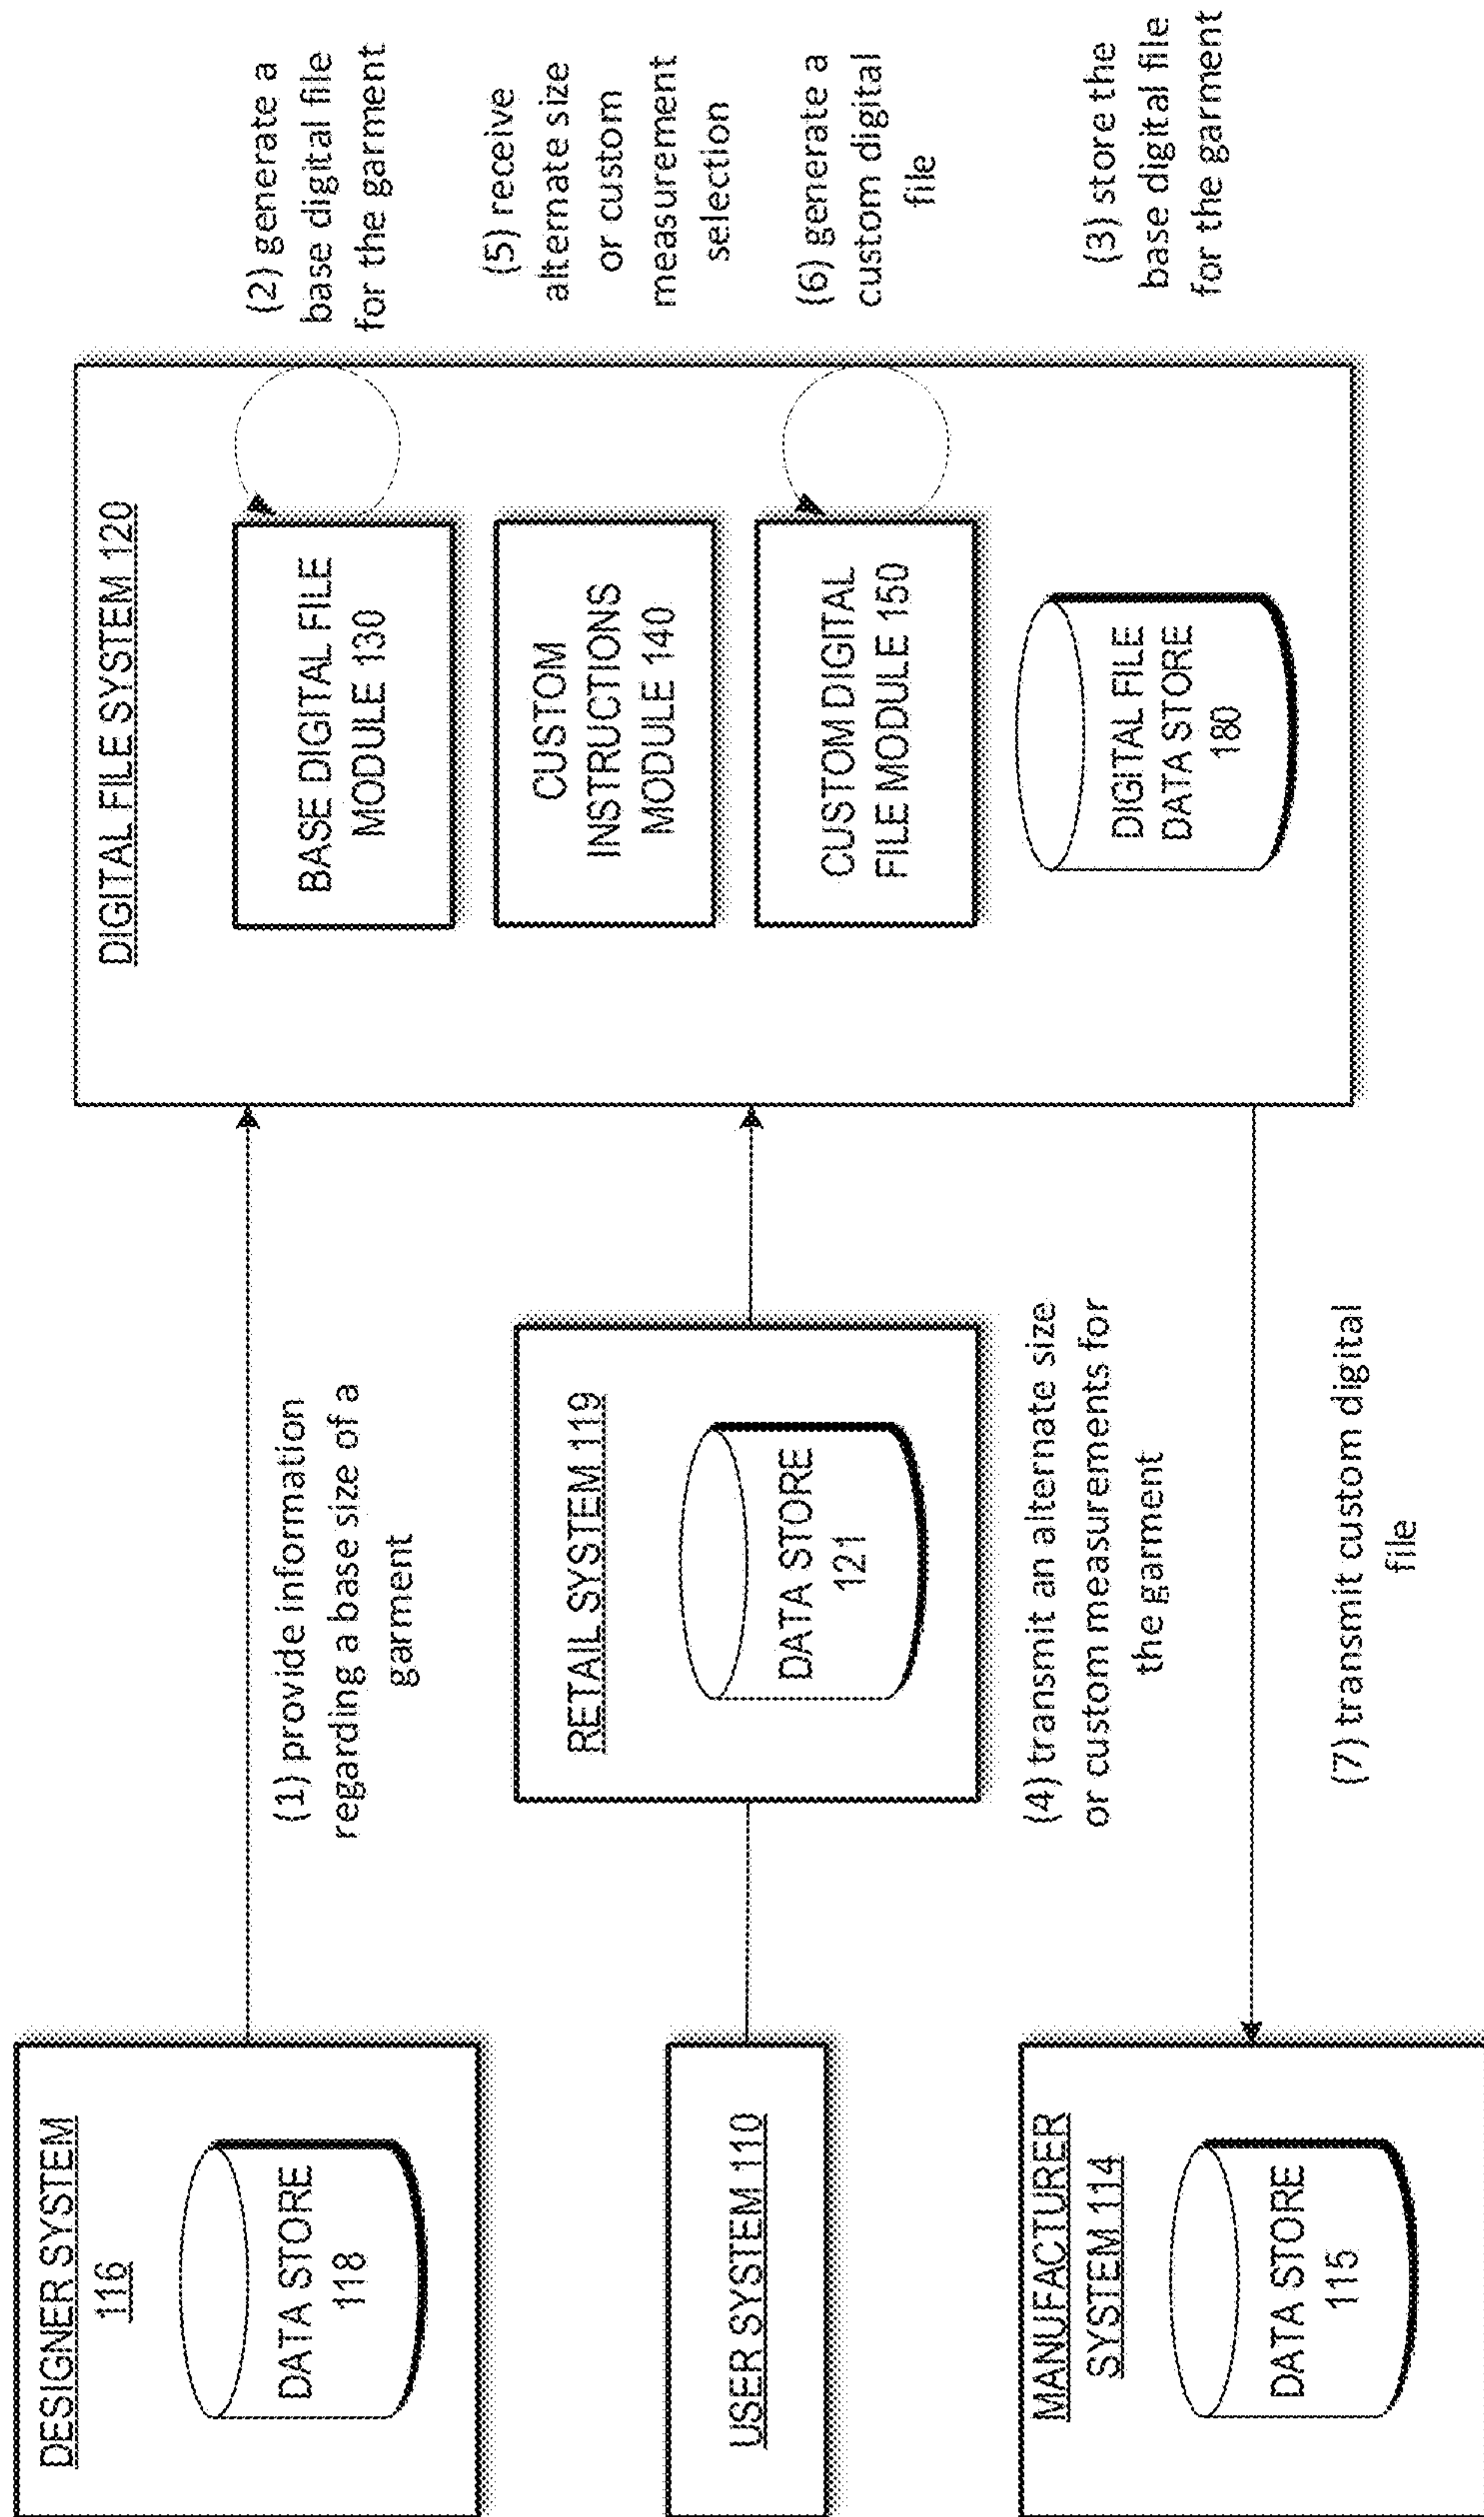 DESIGNER SYSTEM
116
DATA STORE
118
(1) provide information
regarding a base size of a
garment
USER SYSTEM 110
RETAIL SYSTEM 119
DATA STORE
121
(4) transmit an alternate size
or custom measurements for
the garment
MANUFACTURER
SYSTEM 114
DATA STORE
115
(7) transmit custom digital
file
DIGITAL FILE SYSTEM 120
BASE DIGITAL FILE
MODULE 130
CUSTOM
INSTRUCTIONS
MODULE 140
CUSTOM DIGITAL
FILE MODULE 150
DIGITAL FILE
DATA STORE
180
(2) generate a
base digital file
for the garment
(5) receive
alternate size
or custom
measurement
selection
(6) generate a
custom digital
file
(3) store the
base digital file
for the garment